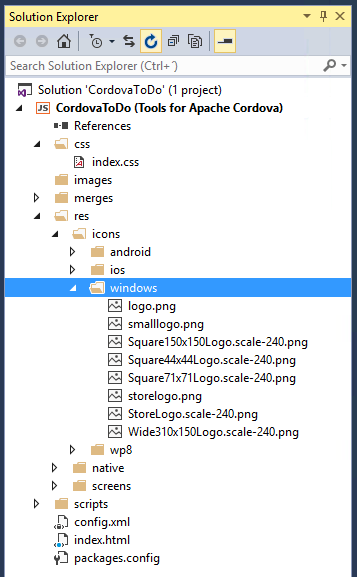 Solution Explorer
Search Solution Explorer (Ctrl+´)
Solution 'CordovaToDo' (1 project)
JS CordovaToDo (Tools for Apache Cordova)
References
css
index.css
images
merges
res
icons
android
ios
windows
logo.png
smalllogo.png
Square150x150Logo.scale-240.png
Square44x44Logo.scale-240.png
Square71x71Logo.scale-240.png
storelogo.png
StoreLogo.scale-240.png
Wide310x150Logo.scale-240.png
wp8
native
screens
scripts
config.xml
index.html
packages.config